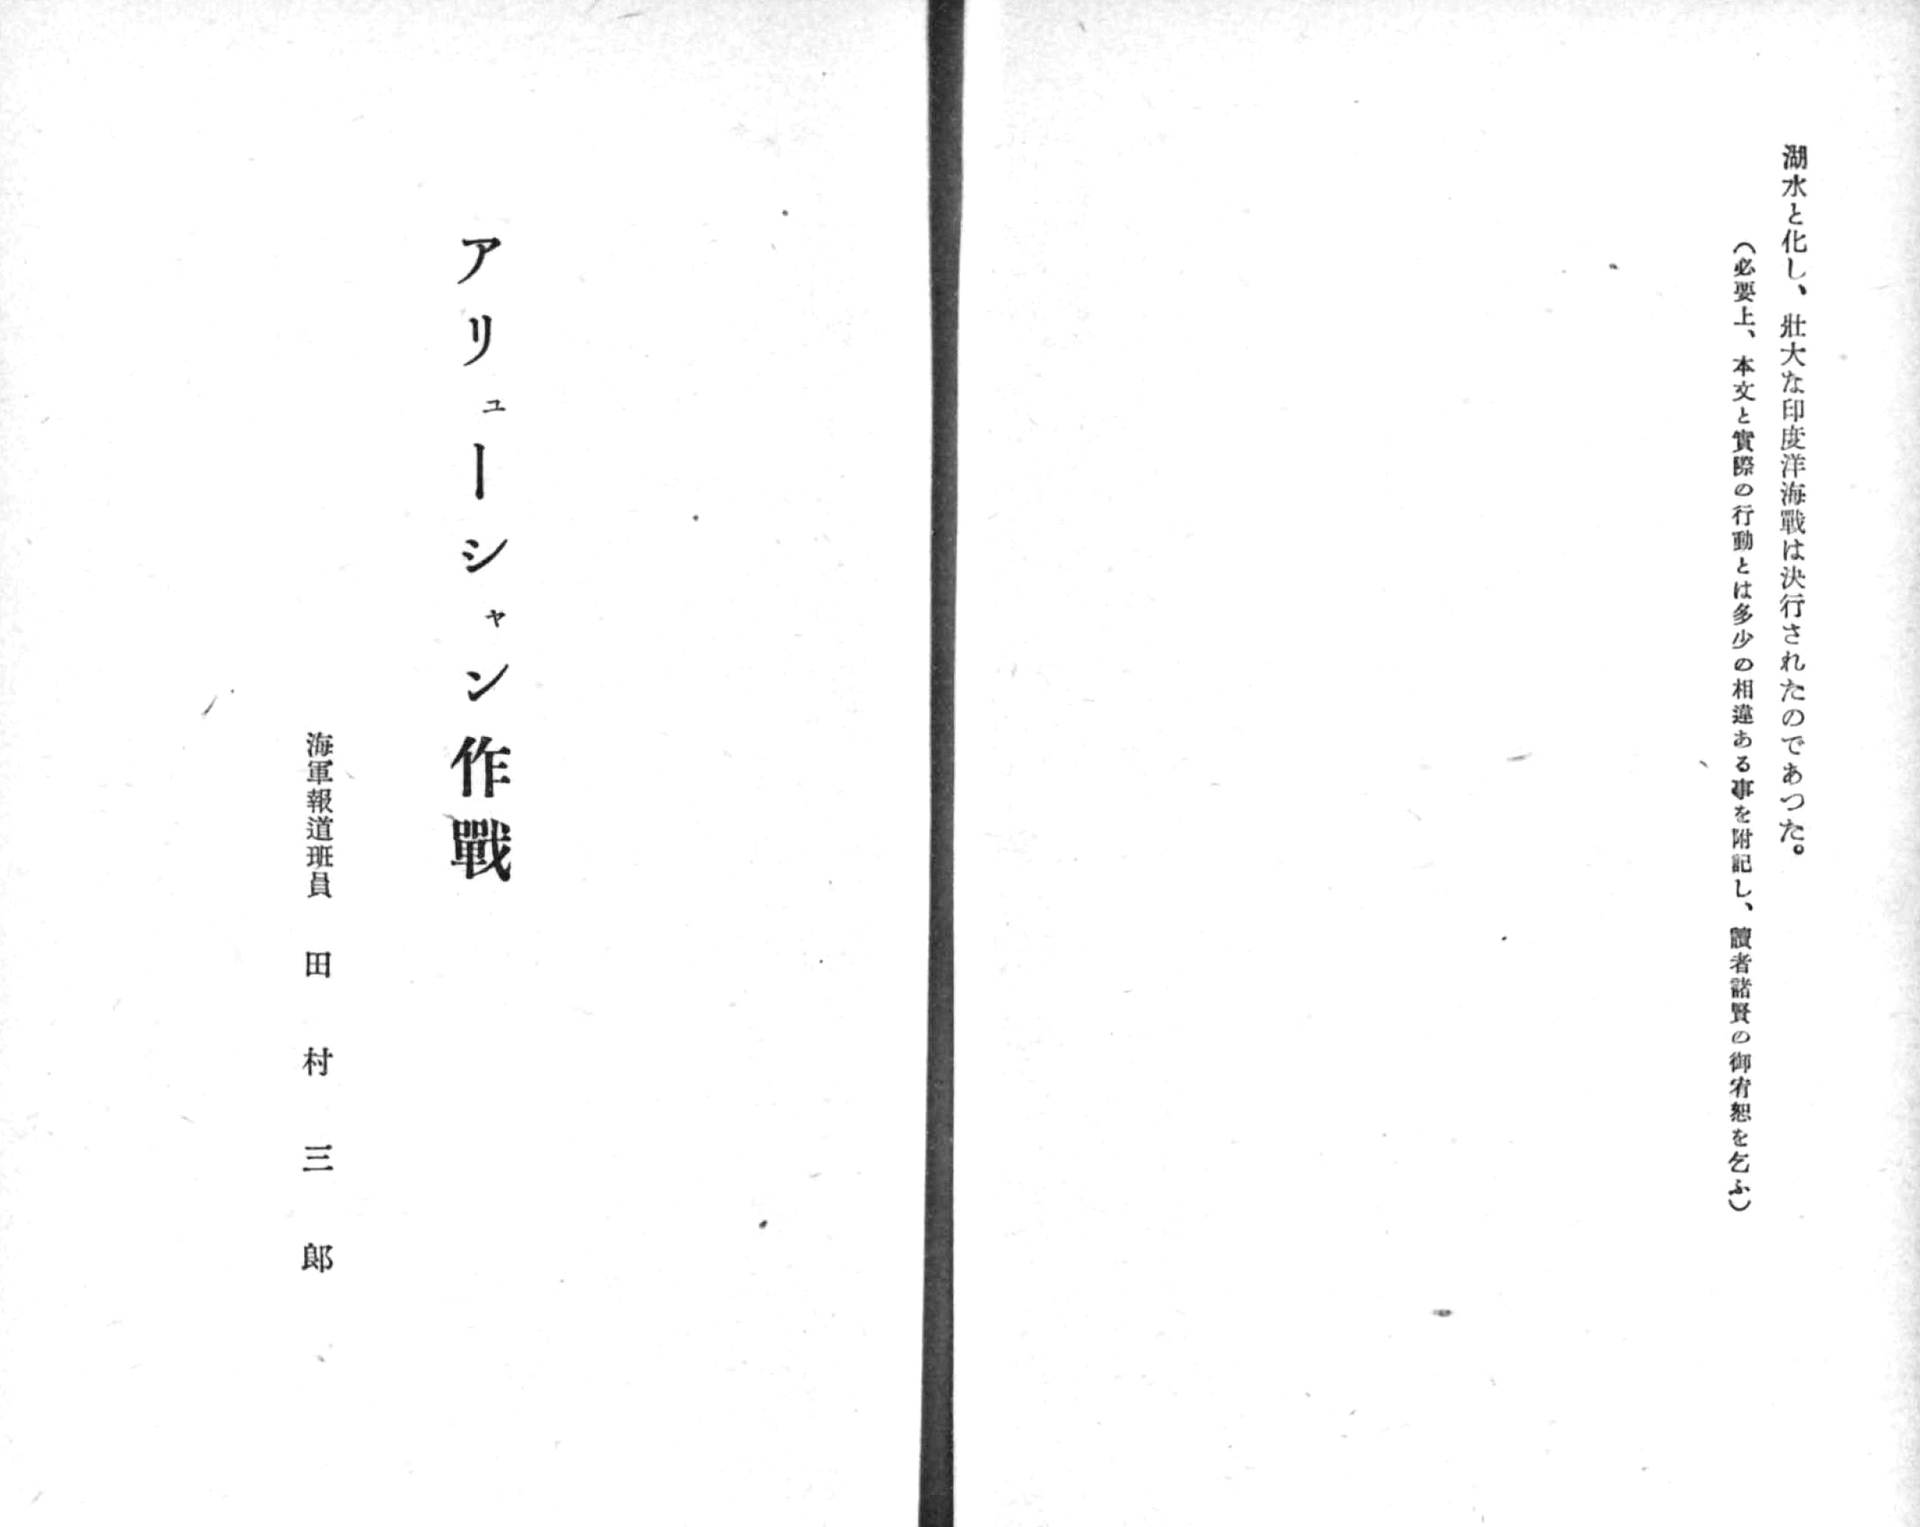 湖水と化し、壯大な印度洋海戰は決行されたのであつた。
（必要上、本文と實際の行動とは多少の相違ある事を附記し、讀者諸賢の御宥恕を乞ふ）
アリューシャン作戰
海軍報道班員　田村三郎